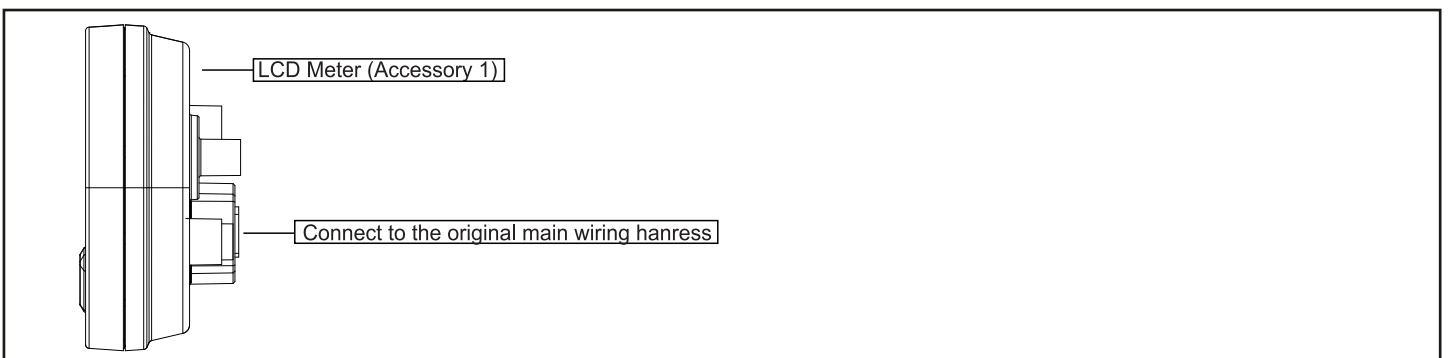 LCD Meter (Accessory 1)
Connect to the original main wiring hanress